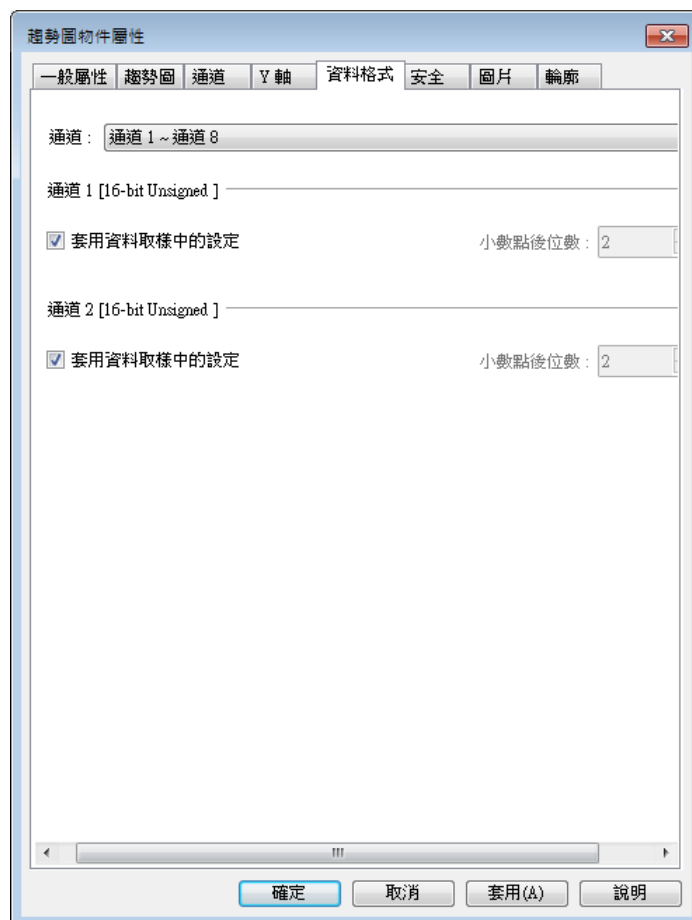 趨勢圖物件屬性
一般屬性 趨勢圖 通道 Y 軸 資料格式 安全 圖片 輪廓
通道 : 通道 1 ~ 通道 8
通道 1 [16-bit Unsigned ]
套用資料取樣中的設定 小數點後位數 : 2
通道 2 [16-bit Unsigned ]
套用資料取樣中的設定 小數點後位數 : 2
確定 取消 套用(A) 說明